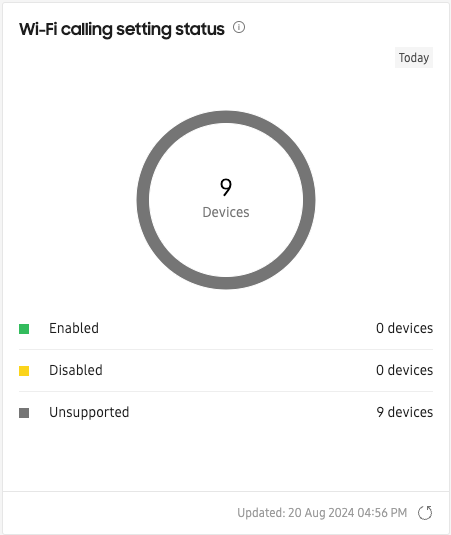 Wi-Fi calling setting status
Today
9
Devices
Enabled 0 devices
Disabled 0 devices
Unsupported 9 devices
Updated: 20 Aug 2024 04:56 PM